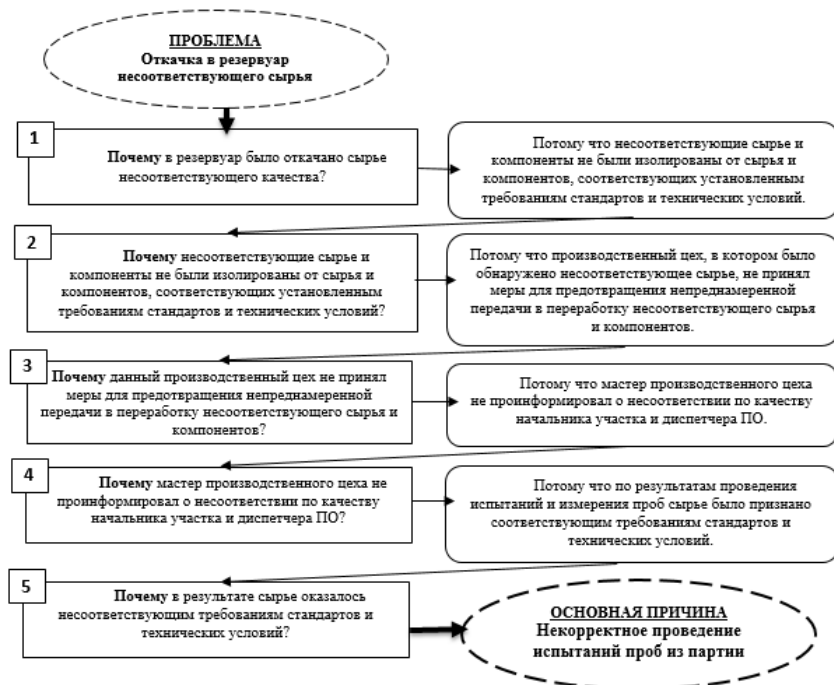 ПРОБЛЕМА
Откачка в резервуар
несоответствующего сырья
1
Почему в резервуар было откачано сырье
несоответствующего качества?
Потому что несоответствующие сырье и
компоненты не были изолированы от сырья и
компонентов, соответствующих установленным
требованиям стандартов и технических условий.
2
Почему несоответствующие сырье и
компоненты не были изолированы от сырья и
компонентов, соответствующих установленным
требованиям стандартов и технических условий?
Потому что производственный цех, в котором было
обнаружено несоответствующее сырье, не принял
меры для предотвращения непреднамеренной
передачи в переработку несоответствующего сырья
и компонентов.
3
Почему данный производственный цех не принял
меры для предотвращения непреднамеренной
передачи в переработку несоответствующего сырья и
компонентов?
Потому что мастер производственного цеха
не проинформировал о несоответствии по качеству
начальника участка и диспетчера ПО.
4
Почему мастер производственного цеха не
проинформировал о несоответствии по качеству
начальника участка и диспетчера ПО?
Потому что по результатам проведения
испытаний и измерения проб сырье было признано
соответствующим требованиям стандартов и
технических условий.
5
Почему в результате сырье оказалось
несоответствующим требованиям стандартов и
технических условий?
ОСНОВНАЯ ПРИЧИНА
Некорректное проведение
испытаний проб из партии